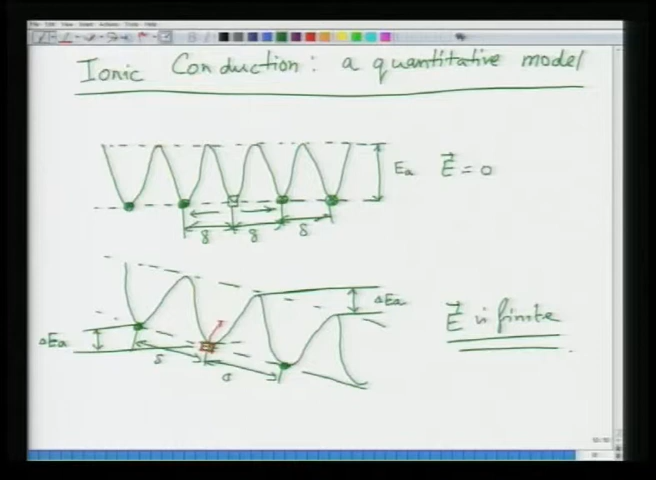 Ionic Conduction: a quantitative model
Ea
E⃗ = 0
δ δ δ
ΔEa
E⃗ is finite
ΔEa
δ